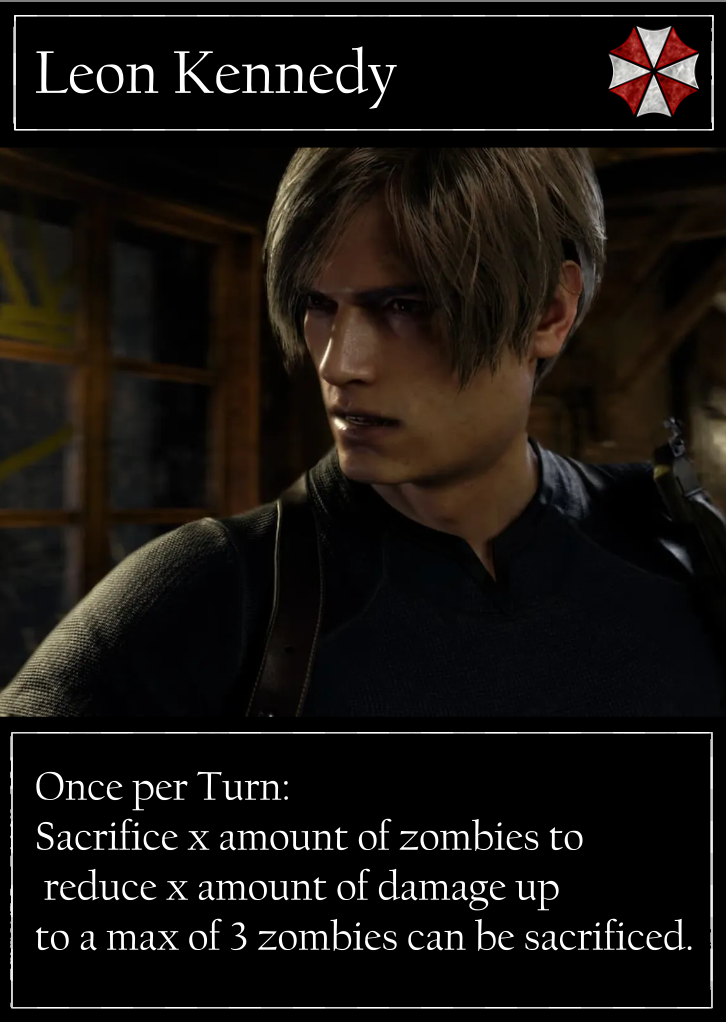 Leon Kennedy
Once per Turn:
Sacrifice x amount of zombies to
reduce x amount of damage up
to a max of 3 zombies can be sacrificed.